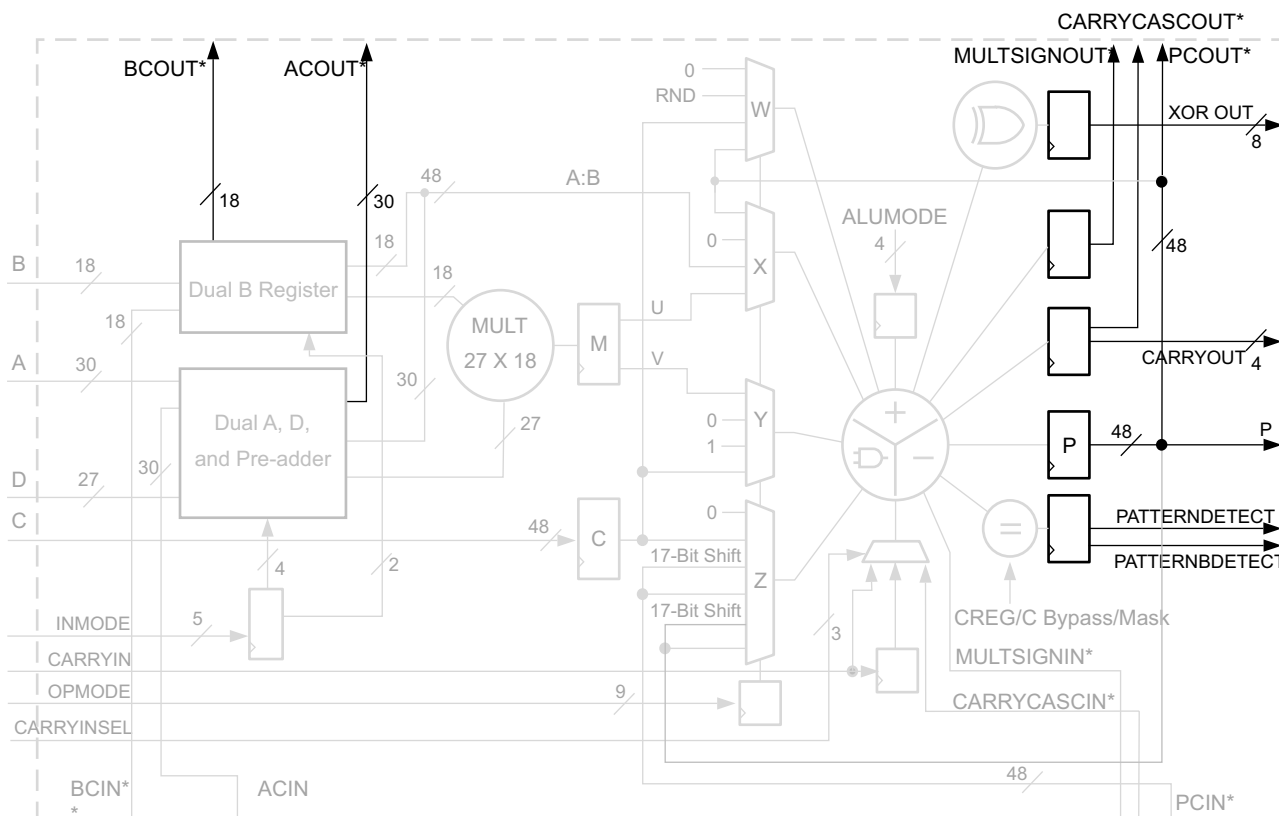 CARRYCASCOUT*
BCOUT*
ACOUT*
MULTSIGNOUT*
PCOUT*
0
RND
W
XOR OUT
8
18
30
48
A:B
ALUMODE
4
48
B
18
Dual B Register
18
18
0
X
18
A
30
MULT
27 X 18
M
U
V
CARRYOUT
4
30
Dual A, D,
and Pre-adder
27
Y
0
1
P
48
P
30
D
27
C
48
C
0
17-Bit Shift
Z
17-Bit Shift
=
PATTERNDETECT
PATTERNBDETECT
4
2
CREG/C Bypass/Mask
INMODE
5
3
CARRYIN
MULTSIGNIN*
OPMODE
9
CARRYCASCIN*
CARRYINSEL
48
BCIN*
*
ACIN
PCIN*